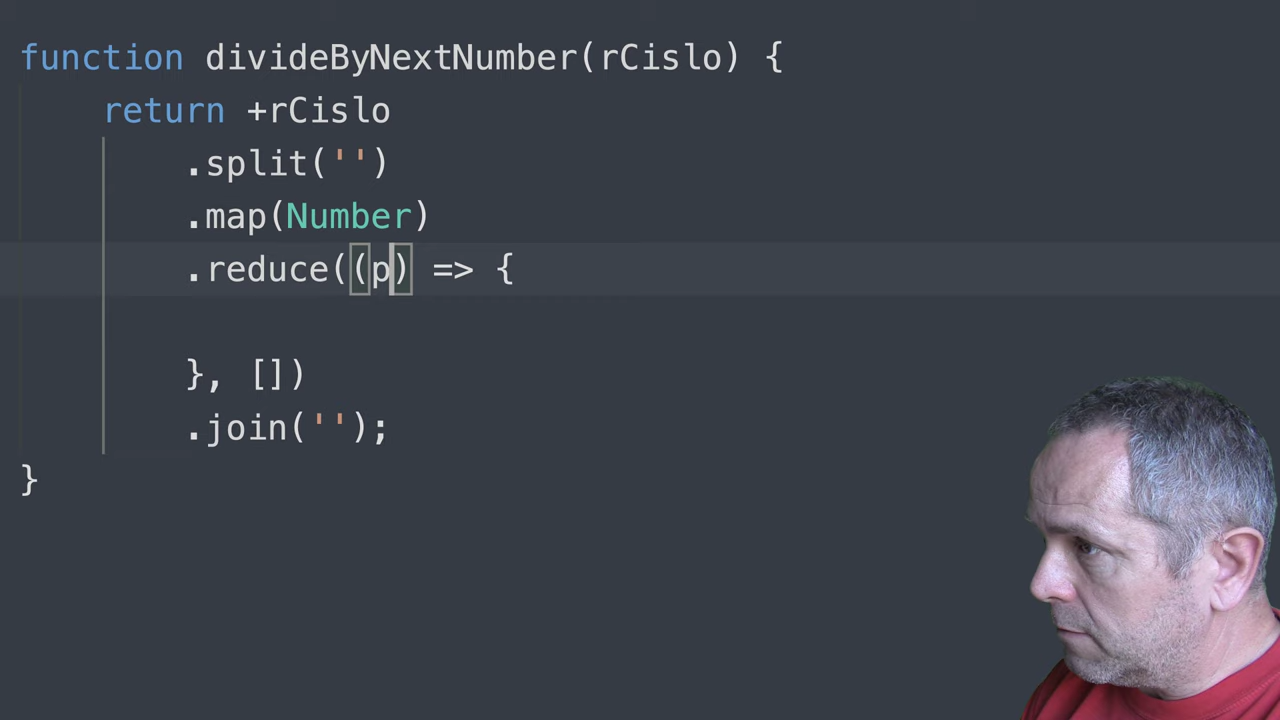 function divideByNextNumber(rCislo) {
return +rCislo
.split('')
.map(Number)
.reduce((p) => {
}, [])
.join('');
}